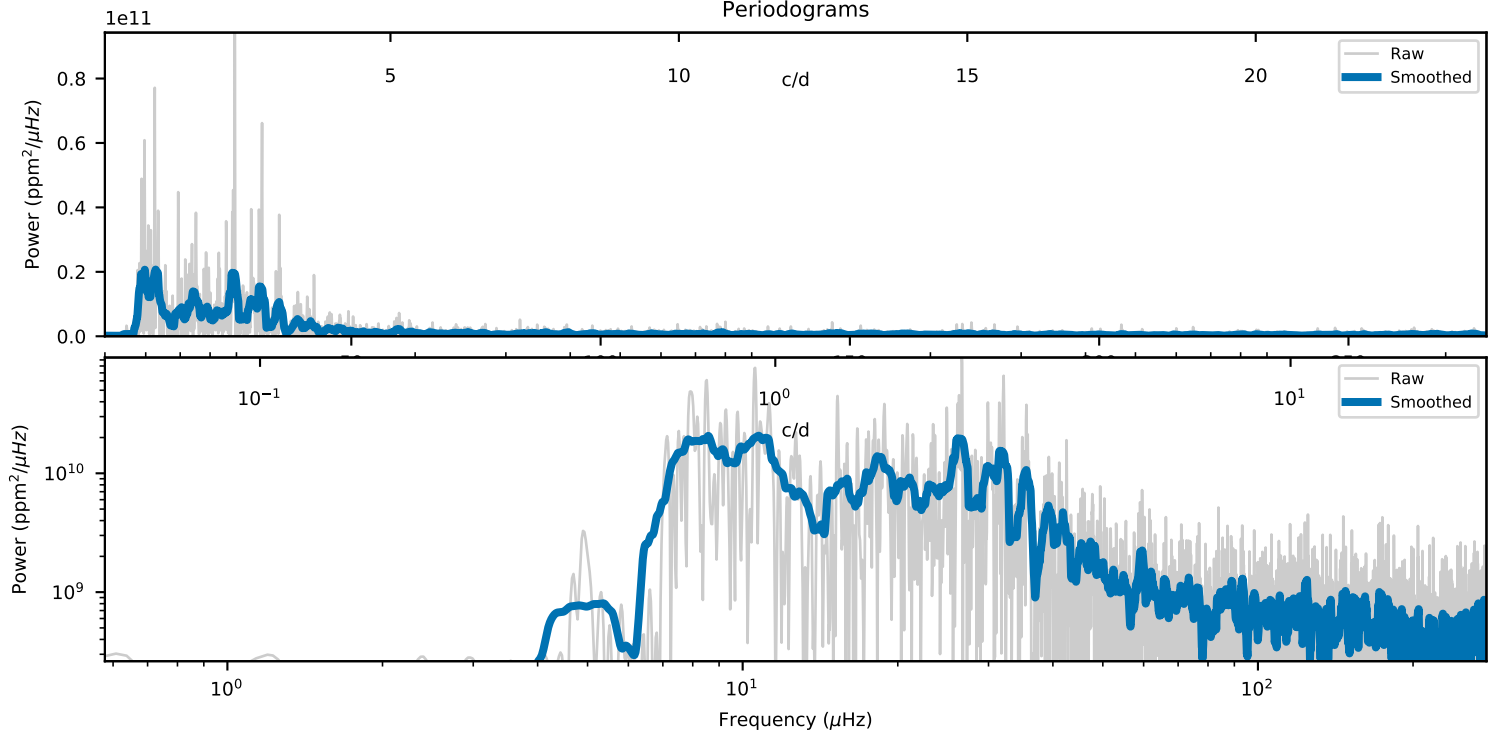 Periodograms
1e11
Power (ppm²/μHz)
0.8
0.6
0.4
0.2
0.0
5 10 15 20
c/d
Raw
Smoothed
Power (ppm²/μHz)
10¹⁰
10⁹
10⁻¹ 10⁰ 10¹
c/d
Raw
Smoothed
10⁰ 10¹ 10²
Frequency (μHz)